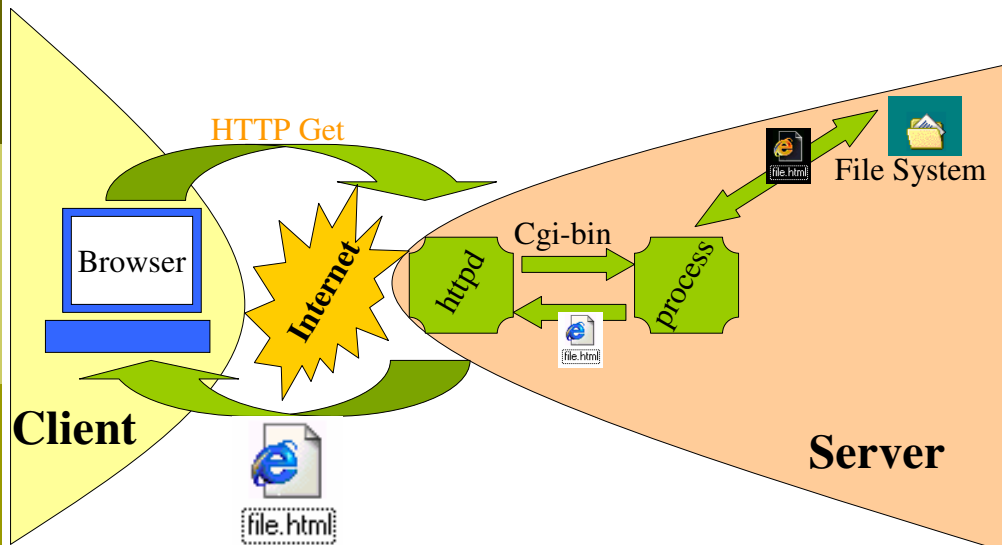 HTTP Get
file.html
File System
Browser
Internet
httpd
Cgi-bin
process
file.html
Client
Server
file.html